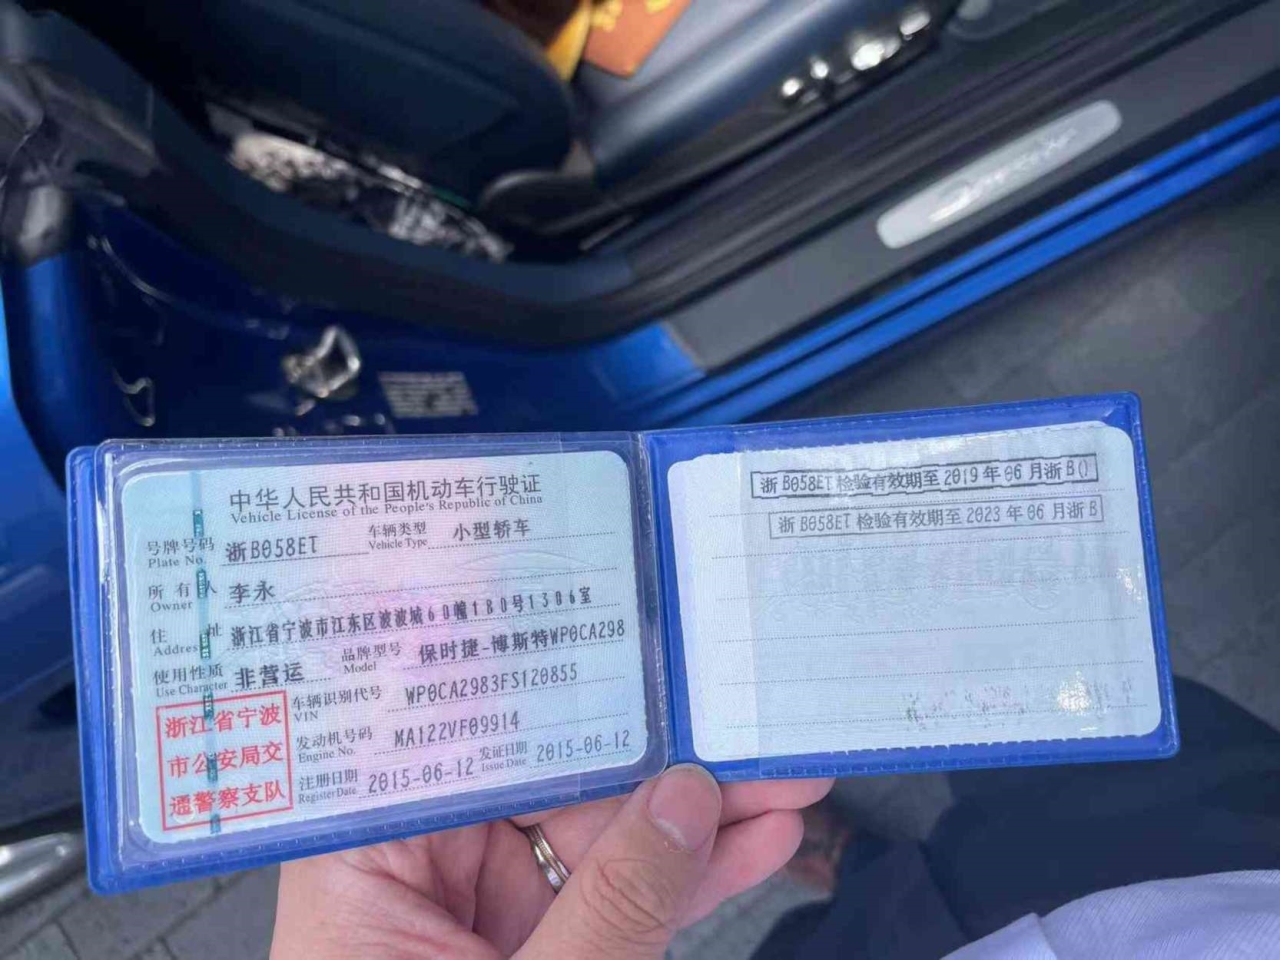 中华人民共和国机动车行驶证
Vehicle License of the People's Republic of China
号牌号码 浙B058ET 车辆类型 小型轿车
Plate No. Vehicle Type
所有人 李永
Owner
住址 浙江省宁波市江东区波波城60幢180号1306室
Address
使用性质 非营运 品牌型号 保时捷-博斯特WP0CA298
Use Character Model
浙江省宁波
市公安局交
通警察支队
车辆识别代号 WP0CA2983FS120855
VIN
发动机号码 MA122VF09914
Engine No.
注册日期 2015-06-12 发证日期 2015-06-12
Register Date Issue Date
浙B058ET 检验有效期至2019年06月浙B()
浙B058ET 检验有效期至2023年06月浙B